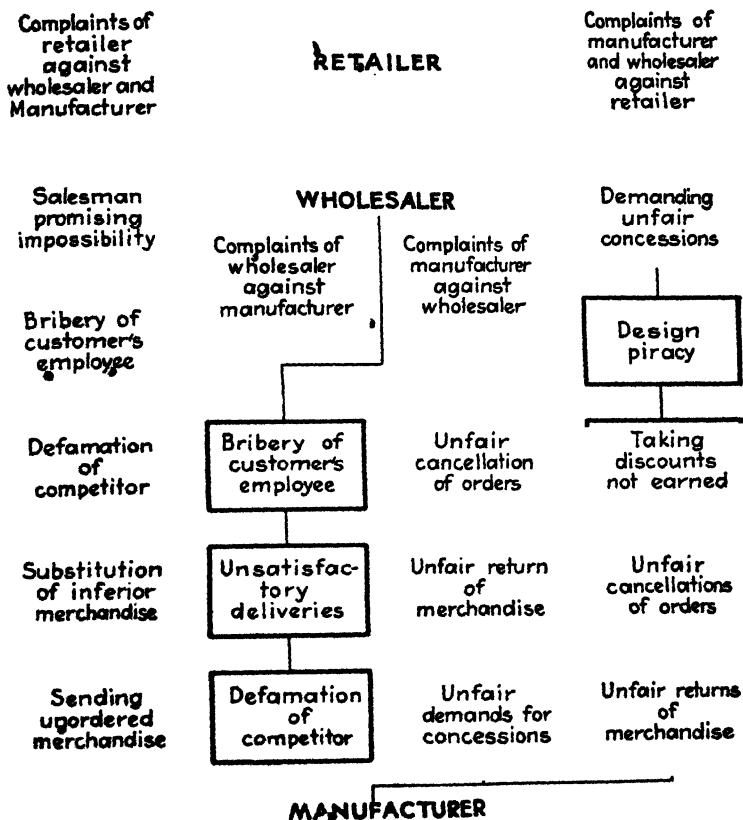 Complaints of
retailer
against
wholesaler and
Manufacturer
RETAILER
Complaints of
manufacturer
and wholesaler
against
retailer
Salesman
promising
impossibility
WHOLESALER
Demanding
unfair
concessions
Complaints of
wholesaler
against
manufacturer
Complaints of
manufacturer
against
wholesaler
Bribery of
customer's
employee
Design
piracy
Defamation
of
competitor
Bribery of
customer's
employee
Unfair
cancellation
of orders
Taking
discounts
not earned
Substitution
of inferior
merchandise
Unsatisfac-
tory
deliveries
Unfair return
of
merchandise
Unfair
cancellations
of orders
Sending
ugordered
merchandise
Defamation
of
competitor
Unfair
demands for
concessions
Unfair returns
of
merchandise
MANUFACTURER